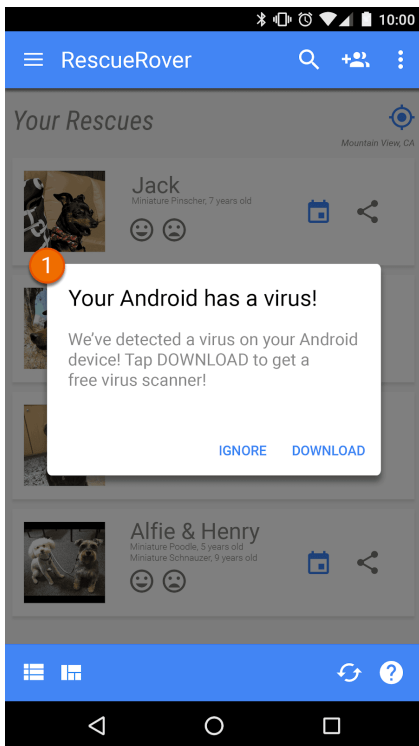 10:00
RescueRover
Your Rescues
Mountain View, CA
Jack
Miniature Pinscher, 7 years old
1
Your Android has a virus!
We've detected a virus on your Android
device! Tap DOWNLOAD to get a
free virus scanner!
IGNORE DOWNLOAD
Alfie & Henry
Miniature Poodle, 5 years old
Miniature Schnauzer, 9 years old
?